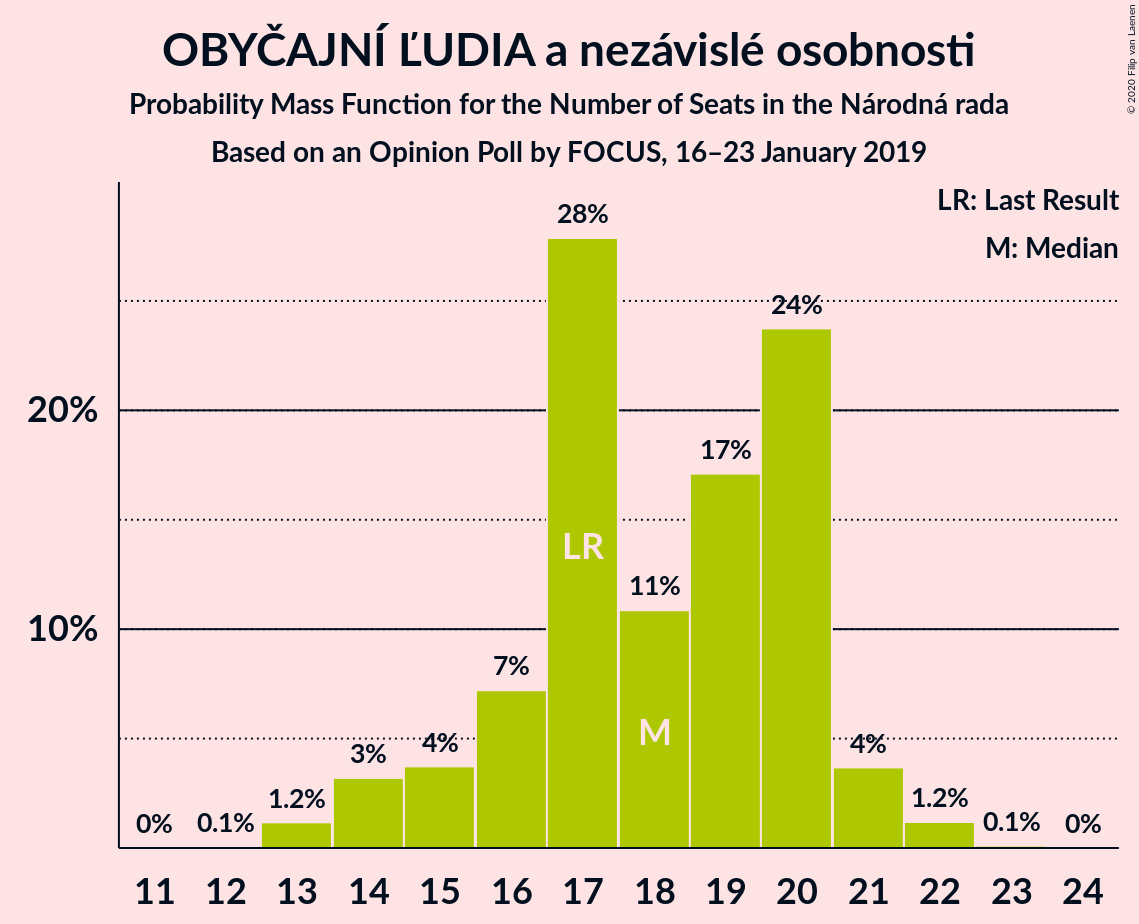 OBYČAJNÍ ĽUDIA a nezávislé osobnosti
Probability Mass Function for the Number of Seats in the Národná rada
Based on an Opinion Poll by FOCUS, 16–23 January 2019
© 2020 Filip van Laenen
LR: Last Result
M: Median
28%
24%
20%
17%
LR
11%
10%
7%
M
3%
4%
4%
0%
0.1%
1.2%
1.2%
0.1%
0%
11 12 13 14 15 16 17 18 19 20 21 22 23 24